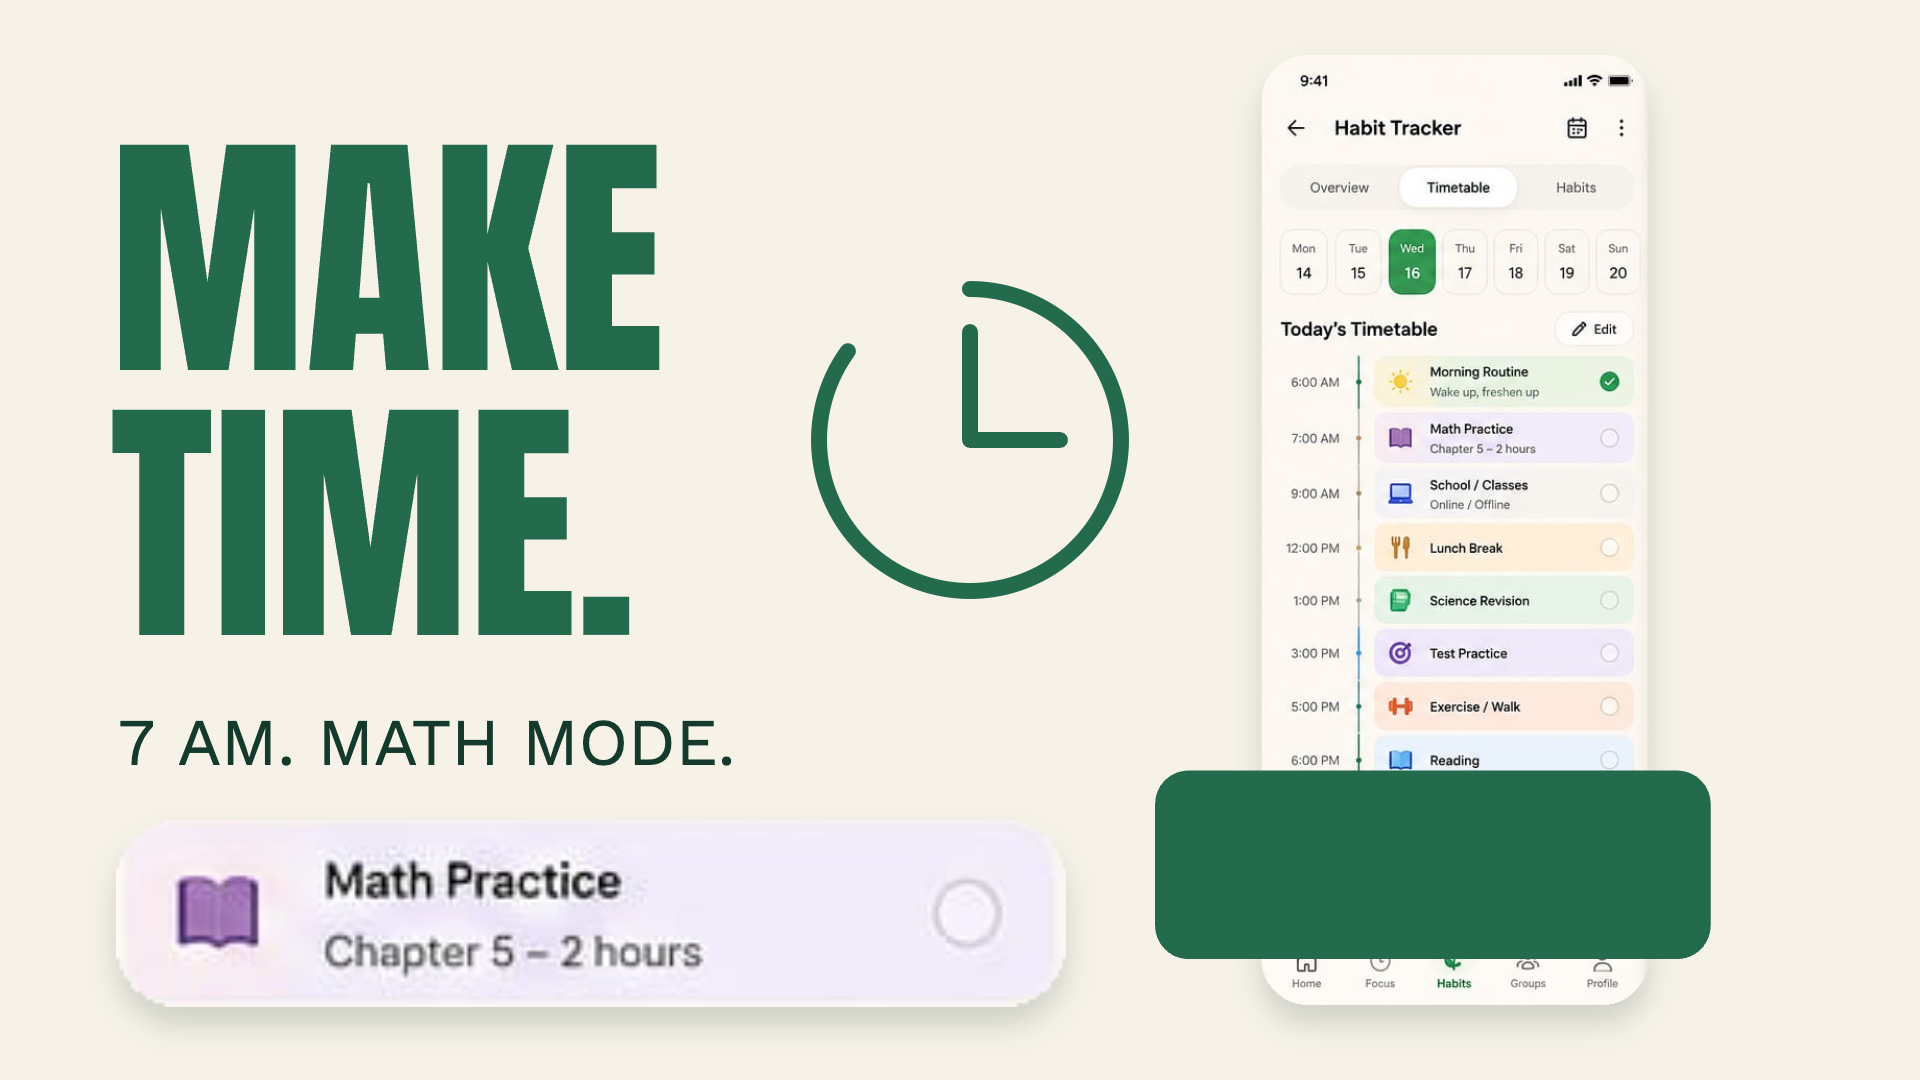 MAKE
TIME.
7 AM. MATH MODE.
Math Practice
Chapter 5 – 2 hours
9:41
Habit Tracker
Overview Timetable Habits
Mon Tue Wed Thu Fri Sat Sun
14 15 16 17 18 19 20
Today's Timetable Edit
6:00 AM Morning Routine
Wake up, freshen up
7:00 AM Math Practice
Chapter 5 – 2 hours
9:00 AM School / Classes
Online / Offline
12:00 PM Lunch Break
1:00 PM Science Revision
3:00 PM Test Practice
5:00 PM Exercise / Walk
6:00 PM Reading
Home Focus Habits Groups Profile